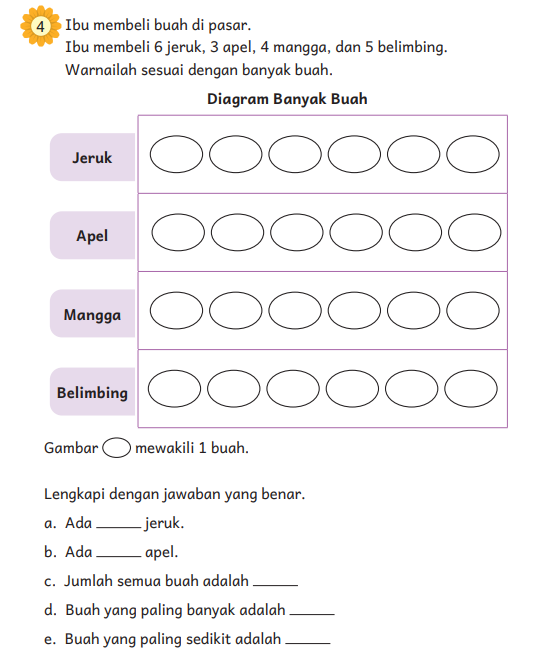 4 Ibu membeli buah di pasar.
Ibu membeli 6 jeruk, 3 apel, 4 mangga, dan 5 belimbing.
Warnailah sesuai dengan banyak buah.
Diagram Banyak Buah
Jeruk
Apel
Mangga
Belimbing
Gambar mewakili 1 buah.
Lengkapi dengan jawaban yang benar.
a. Ada ______ jeruk.
b. Ada ______ apel.
c. Jumlah semua buah adalah ______
d. Buah yang paling banyak adalah ______
e. Buah yang paling sedikit adalah ______